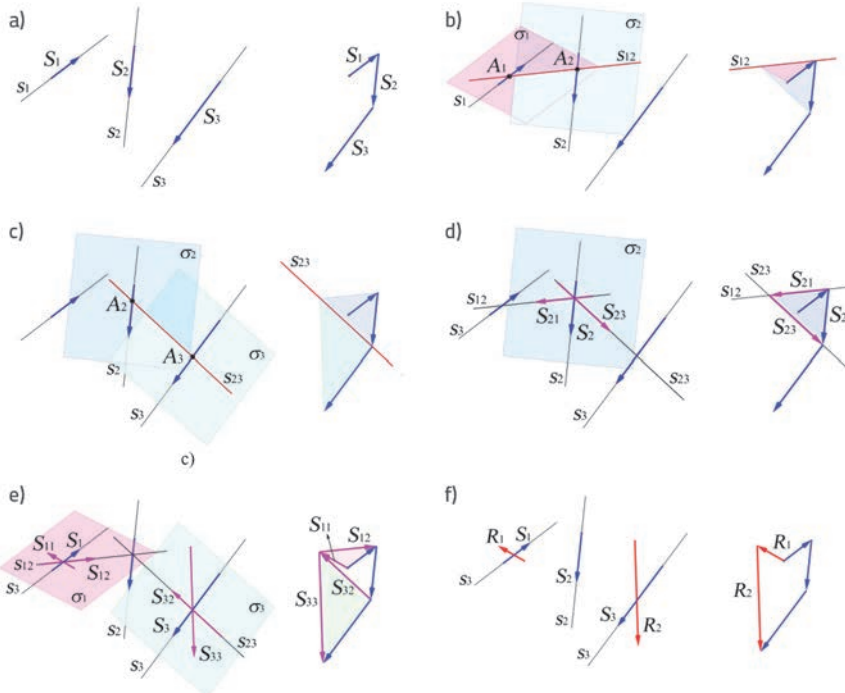 a)
S1
s1
S2
s2
S3
s3
S1
S2
S3
b)
σ1
σ2
A1
A2
s12
s1
s2
s12
c)
σ2
A2
A3
σ3
s2
s3
s23
s23
c)
d)
σ2
s12
s3
S21
S2
S23
s2
s23
s23
s12
S21
S2
S23
e)
S11
S1
s12
S12
s3
σ1
S32
S3
σ3
s2
s23
s3
S33
S11
S12
S32
S33
f)
R1
S1
s3
S2
s2
S3
s3
R2
R1
R2